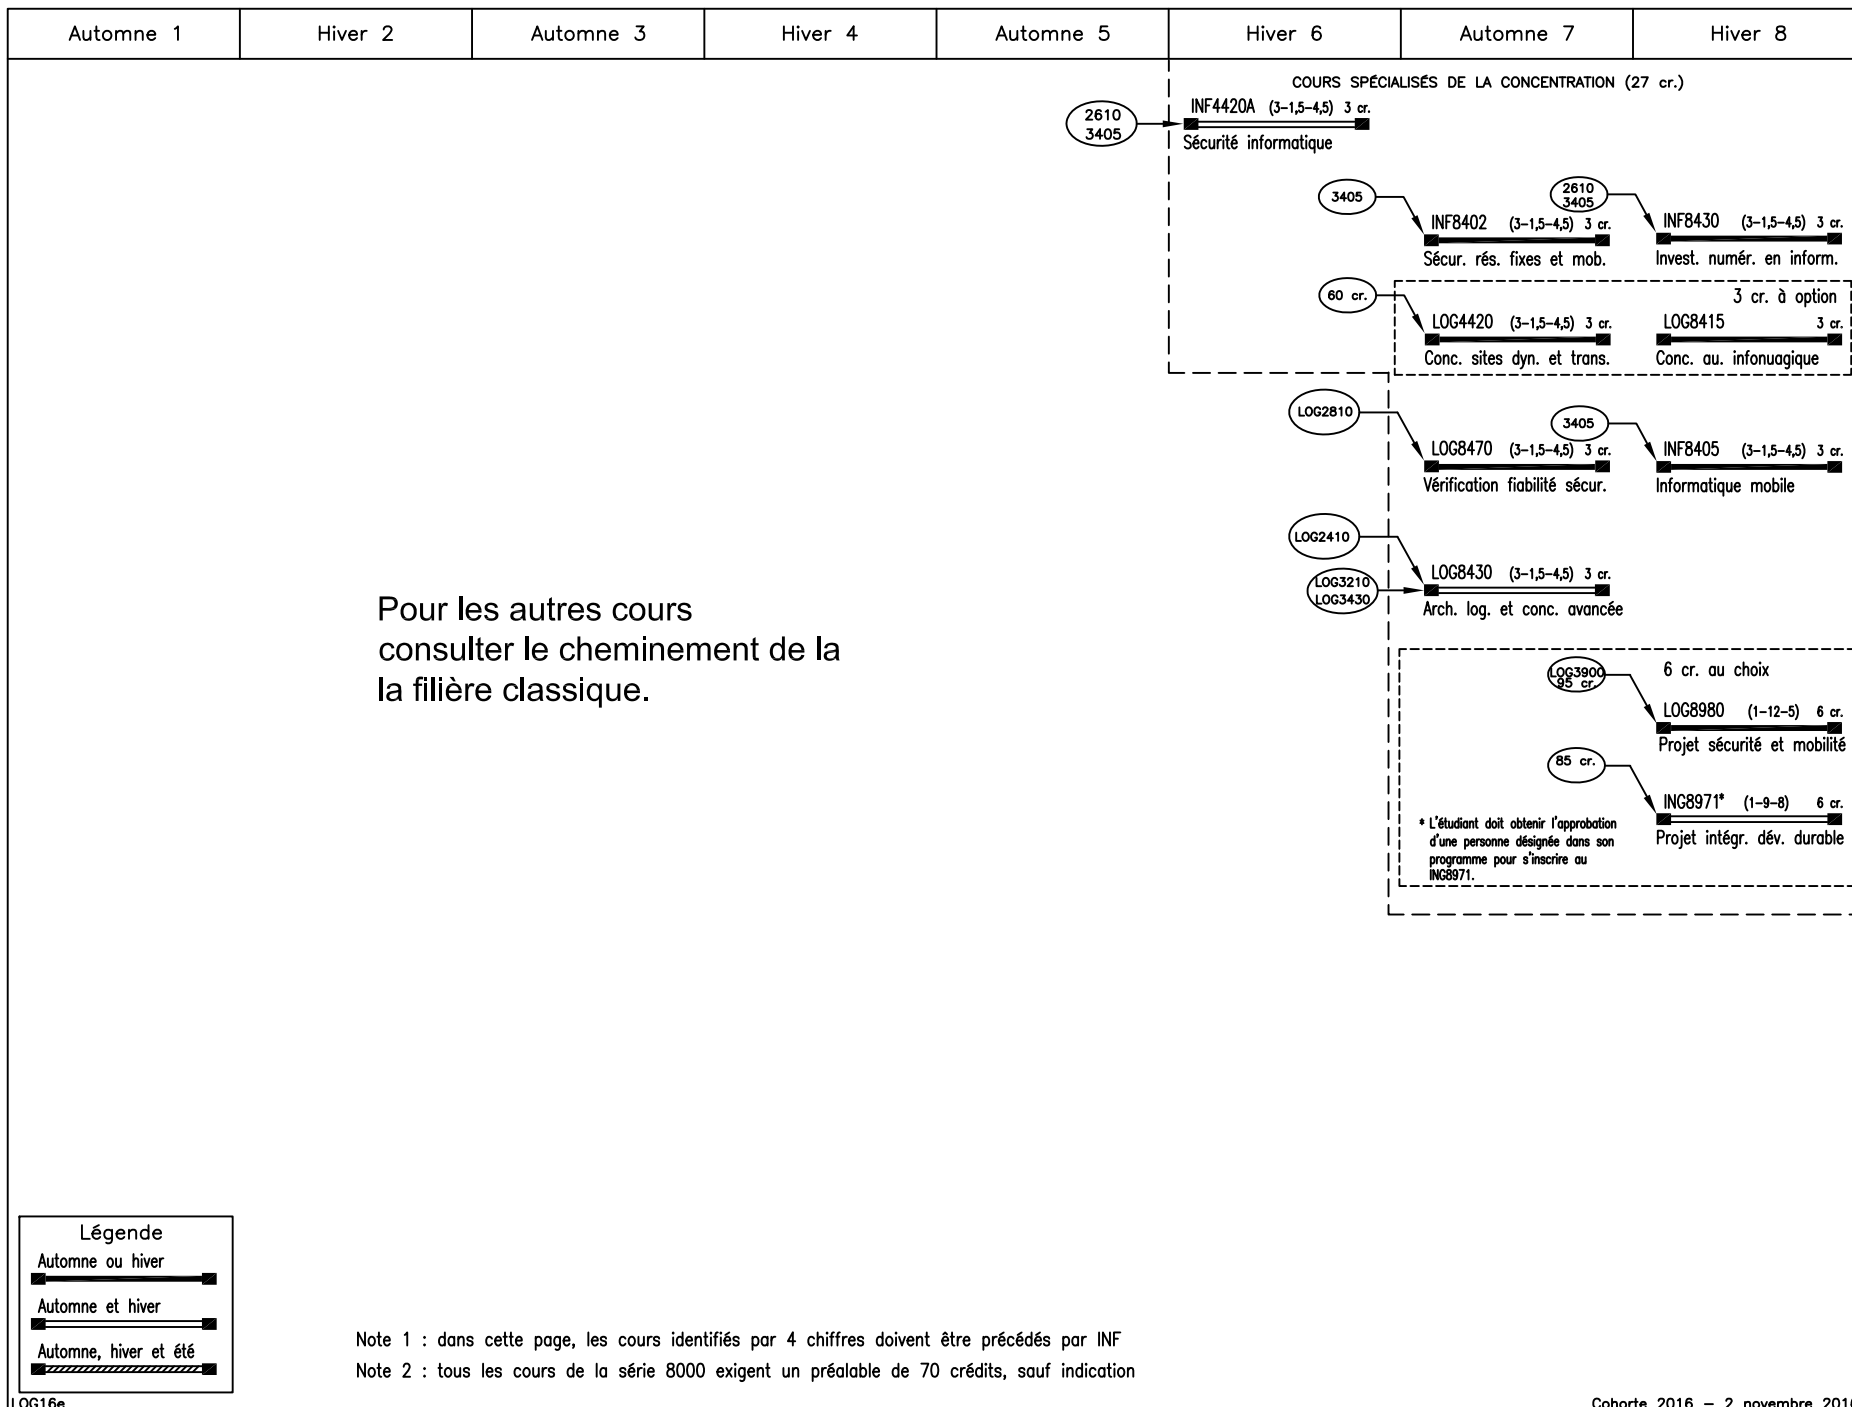 Automne 1 Hiver 2 Automne 3 Hiver 4 Automne 5 Hiver 6 Automne 7 Hiver 8
COURS SPÉCIALISÉS DE LA CONCENTRATION (27 cr.)
2610
3405
INF4420A (3-1,5-4,5) 3 cr.
Sécurité informatique
3405
INF8402 (3-1,5-4,5) 3 cr.
Sécur. rés. fixes et mob.
2610
3405
INF8430 (3-1,5-4,5) 3 cr.
Invest. numér. en inform.
3 cr. à option
60 cr.
LOG4420 (3-1,5-4,5) 3 cr.
Conc. sites dyn. et trans.
LOG8415 3 cr.
Conc. au. infonuagique
LOG2810
LOG8470 (3-1,5-4,5) 3 cr.
Vérification fiabilité sécur.
3405
INF8405 (3-1,5-4,5) 3 cr.
Informatique mobile
LOG2410
LOG3210
LOG3430
LOG8430 (3-1,5-4,5) 3 cr.
Arch. log. et conc. avancée
Pour les autres cours
consulter le cheminement de la
la filière classique.
6 cr. au choix
LOG3900
95 cr.
LOG8980 (1-12-5) 6 cr.
Projet sécurité et mobilité
85 cr.
ING8971* (1-9-8) 6 cr.
Projet intégr. dév. durable
* L'étudiant doit obtenir l'approbation
d'une personne désignée dans son
programme pour s'inscrire au
ING8971.
Légende
Automne ou hiver
Automne et hiver
Automne, hiver et été
Note 1 : dans cette page, les cours identifiés par 4 chiffres doivent être précédés par INF
Note 2 : tous les cours de la série 8000 exigent un préalable de 70 crédits, sauf indication
LOG16e
Cohorte 2016 – 2 novembre 2016